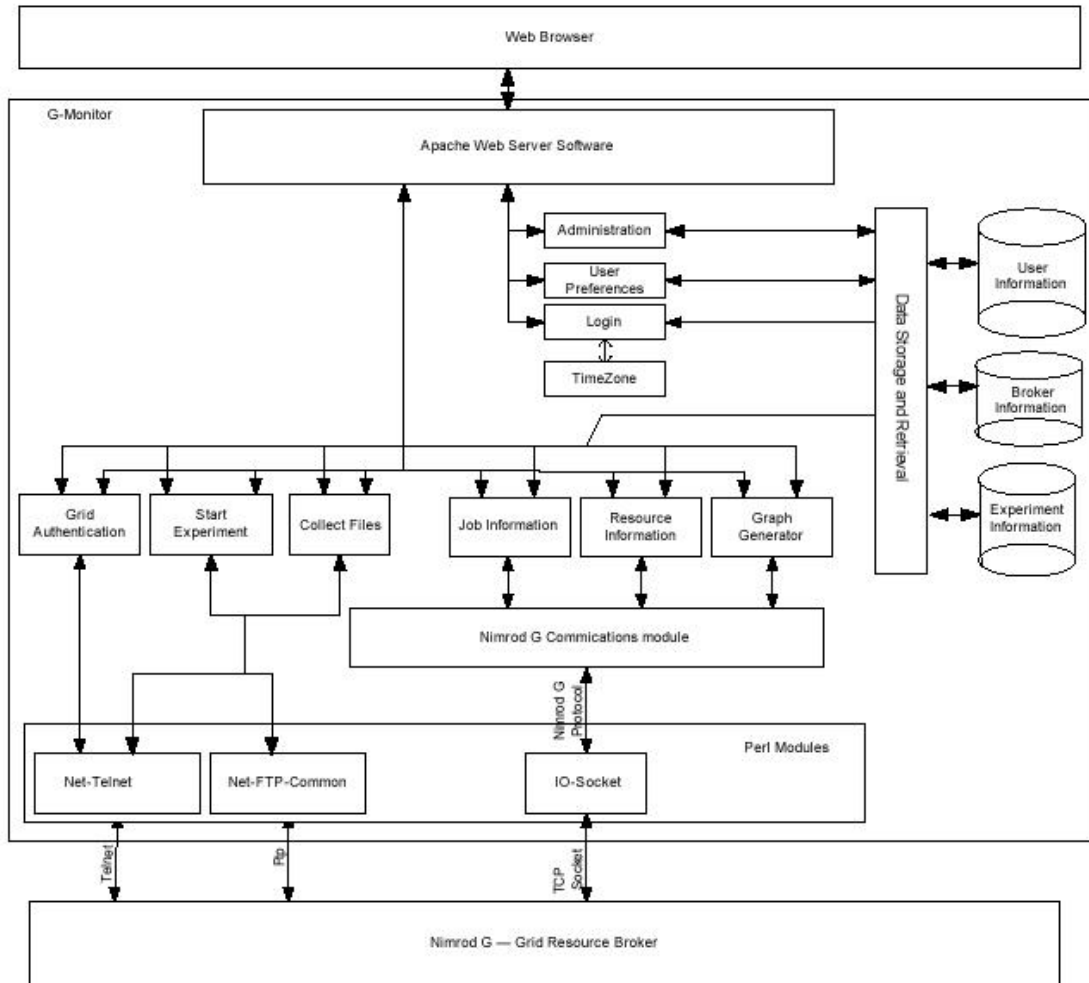 Web Browser
G-Monitor
Apache Web Server Software
Administration
User
Preferences
Login
TimeZone
Data Storage and Retrieval
User
Information
Broker
Information
Experiment
Information
Grid
Authentication
Start
Experiment
Collect Files
Job Information
Resource
Information
Graph
Generator
Nimrod G Commications module
Nimrod G
Protocol
Perl Modules
Net-Telnet
Net-FTP-Common
IO-Socket
Telnet
Ftp
TCP
Socket
Nimrod G — Grid Resource Broker